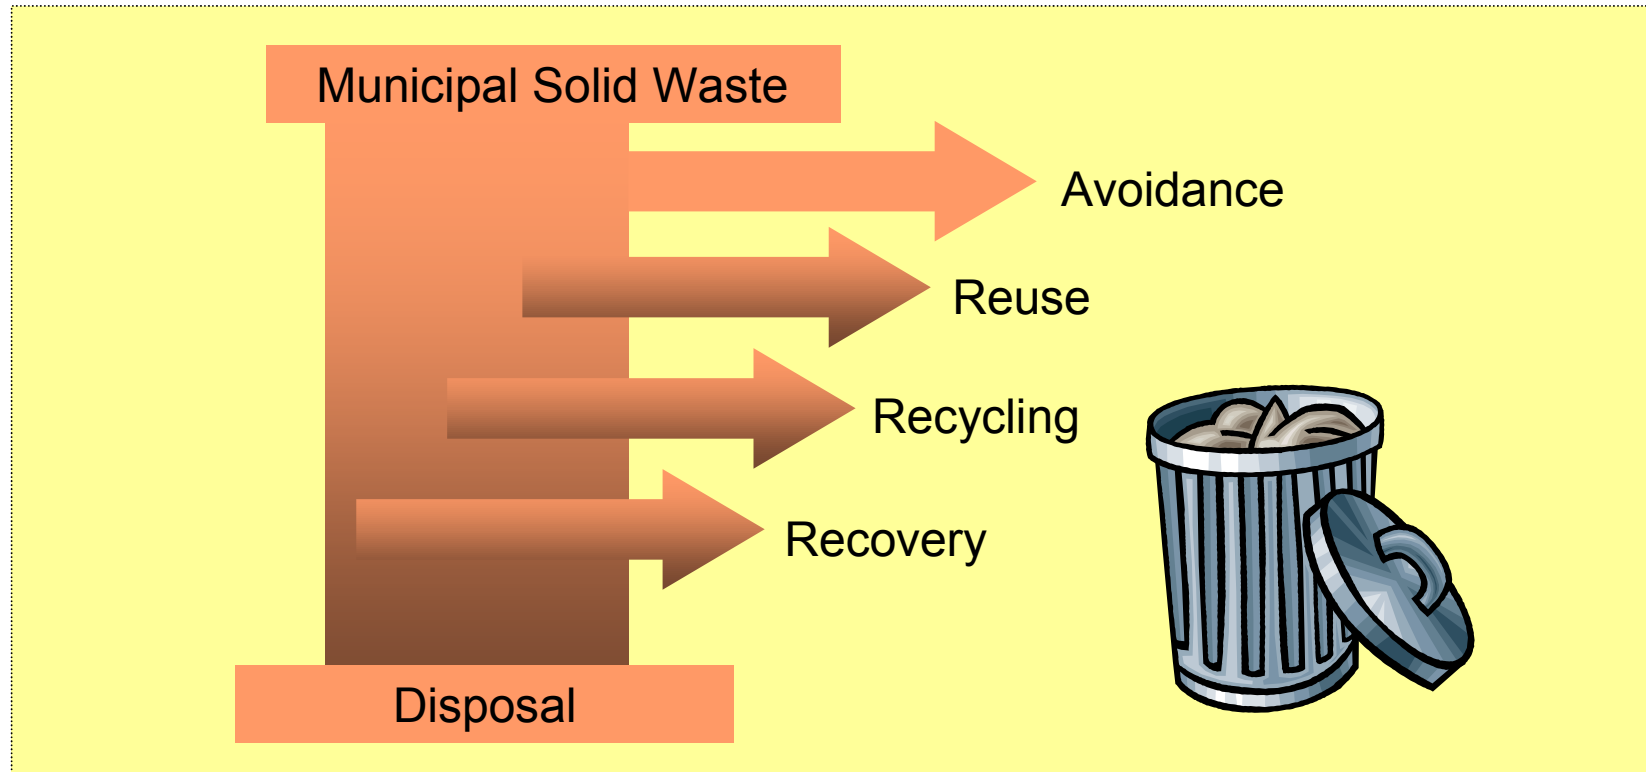 Municipal Solid Waste
Avoidance
Reuse
Recycling
Recovery
Disposal